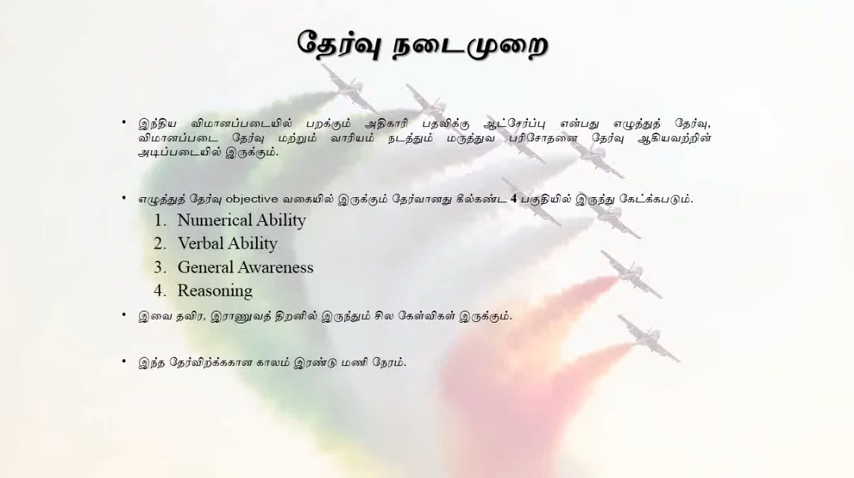 தேர்வு நடைமுறை
• இந்திய விமானப்படையில் பறக்கும் அதிகாரி பதவிக்கு ஆட்சேர்ப்பு என்பது எழுத்துத் தேர்வு,
விமானப்படை தேர்வு மற்றும் வாரியம் நடத்தும் மருத்துவ பரிசோதனை தேர்வு ஆகியவற்றின்
அடிப்படையில் இருக்கும்.
• எழுத்துத் தேர்வு objective வகையில் இருக்கும் தேர்வானது கீல்கண்ட 4 பகுதியில் இருந்து கேட்க்கபடும்.
1. Numerical Ability
2. Verbal Ability
3. General Awareness
4. Reasoning
• இவை தவிர, இராணுவத் திறனில் இருந்தும் சில கேள்விகள் இருக்கும்.
• இந்த தேர்விற்க்ககான காலம் இரண்டு மணி நேரம்.